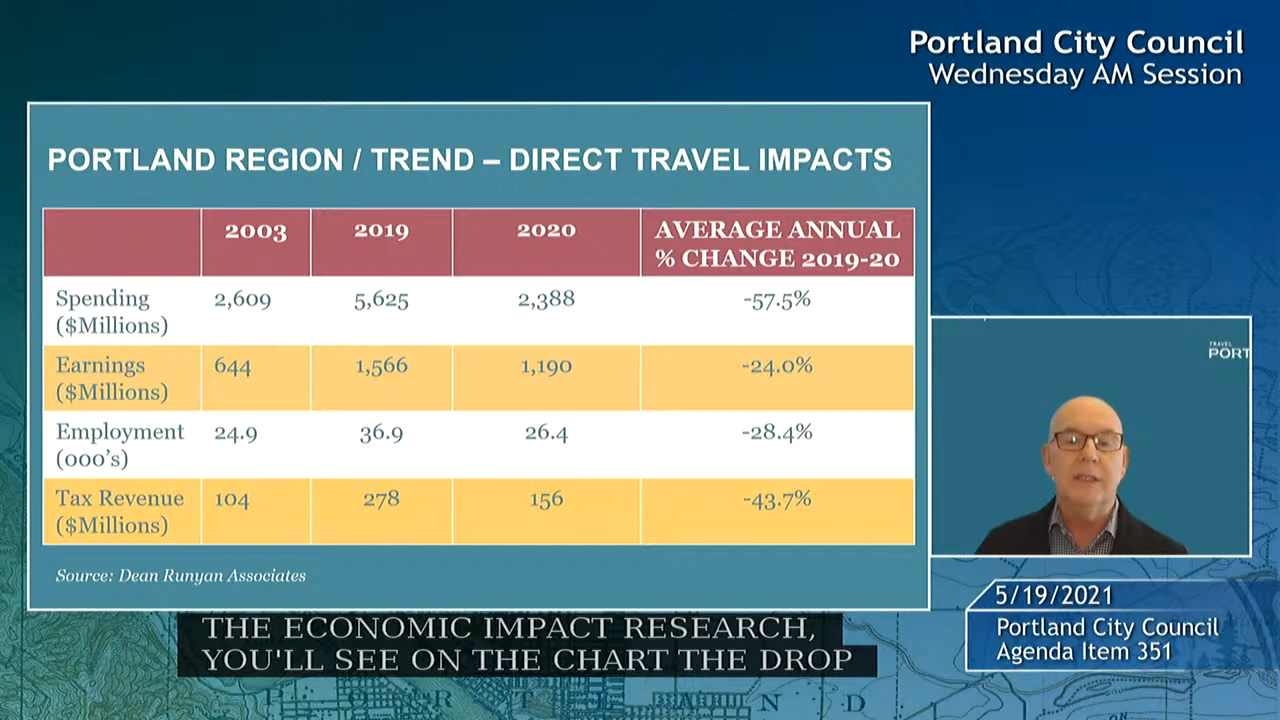 Portland City Council
Wednesday AM Session
PORTLAND REGION / TREND – DIRECT TRAVEL IMPACTS
2003 2019 2020 AVERAGE ANNUAL
% CHANGE 2019-20
Spending 2,609 5,625 2,388 -57.5%
($Millions)
Earnings 644 1,566 1,190 -24.0%
($Millions)
Employment 24.9 36.9 26.4 -28.4%
(000's)
Tax Revenue 104 278 156 -43.7%
($Millions)
Source: Dean Runyan Associates
TRAVEL
PORT
5/19/2021
Portland City Council
Agenda Item 351
THE ECONOMIC IMPACT RESEARCH,
YOU'LL SEE ON THE CHART THE DROP